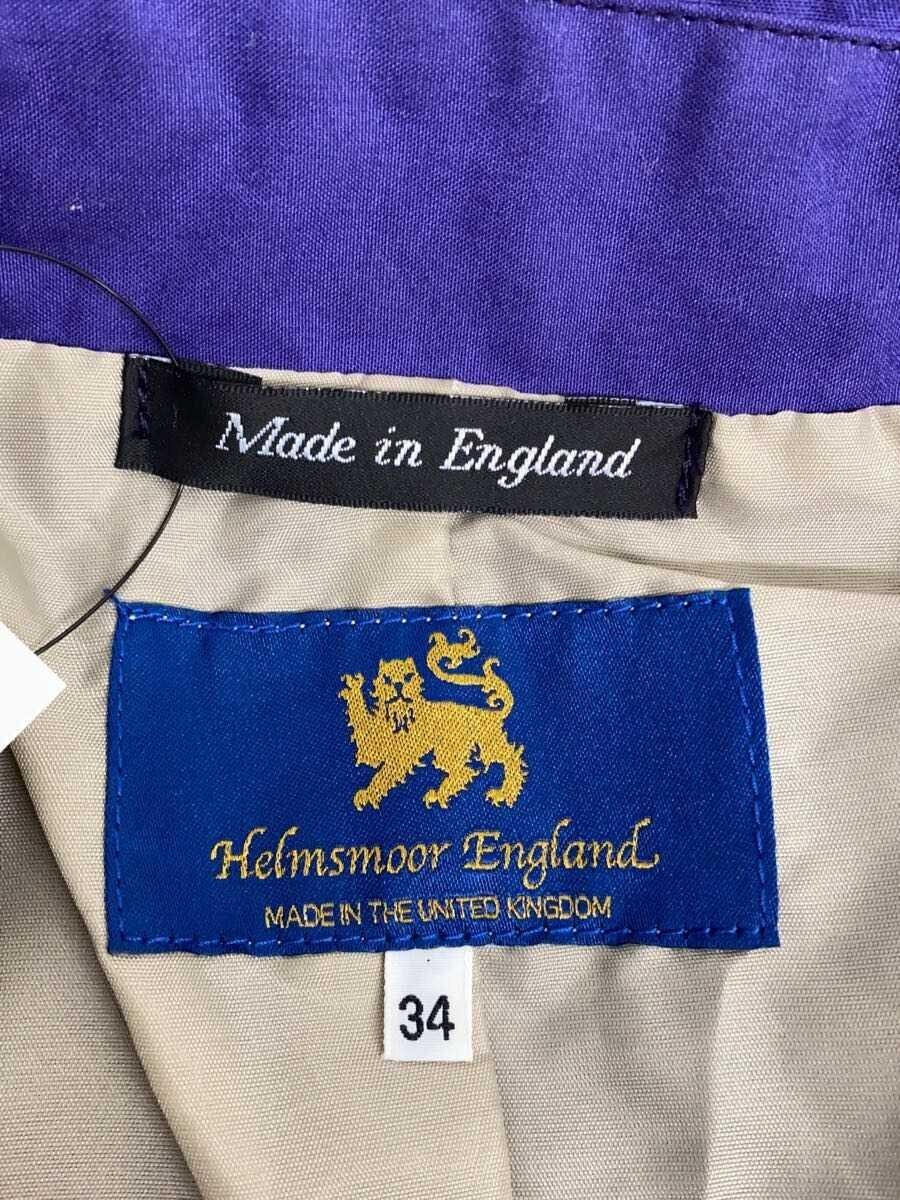 Made in England
Helmsmoor England
MADE IN THE UNITED KINGDOM
34